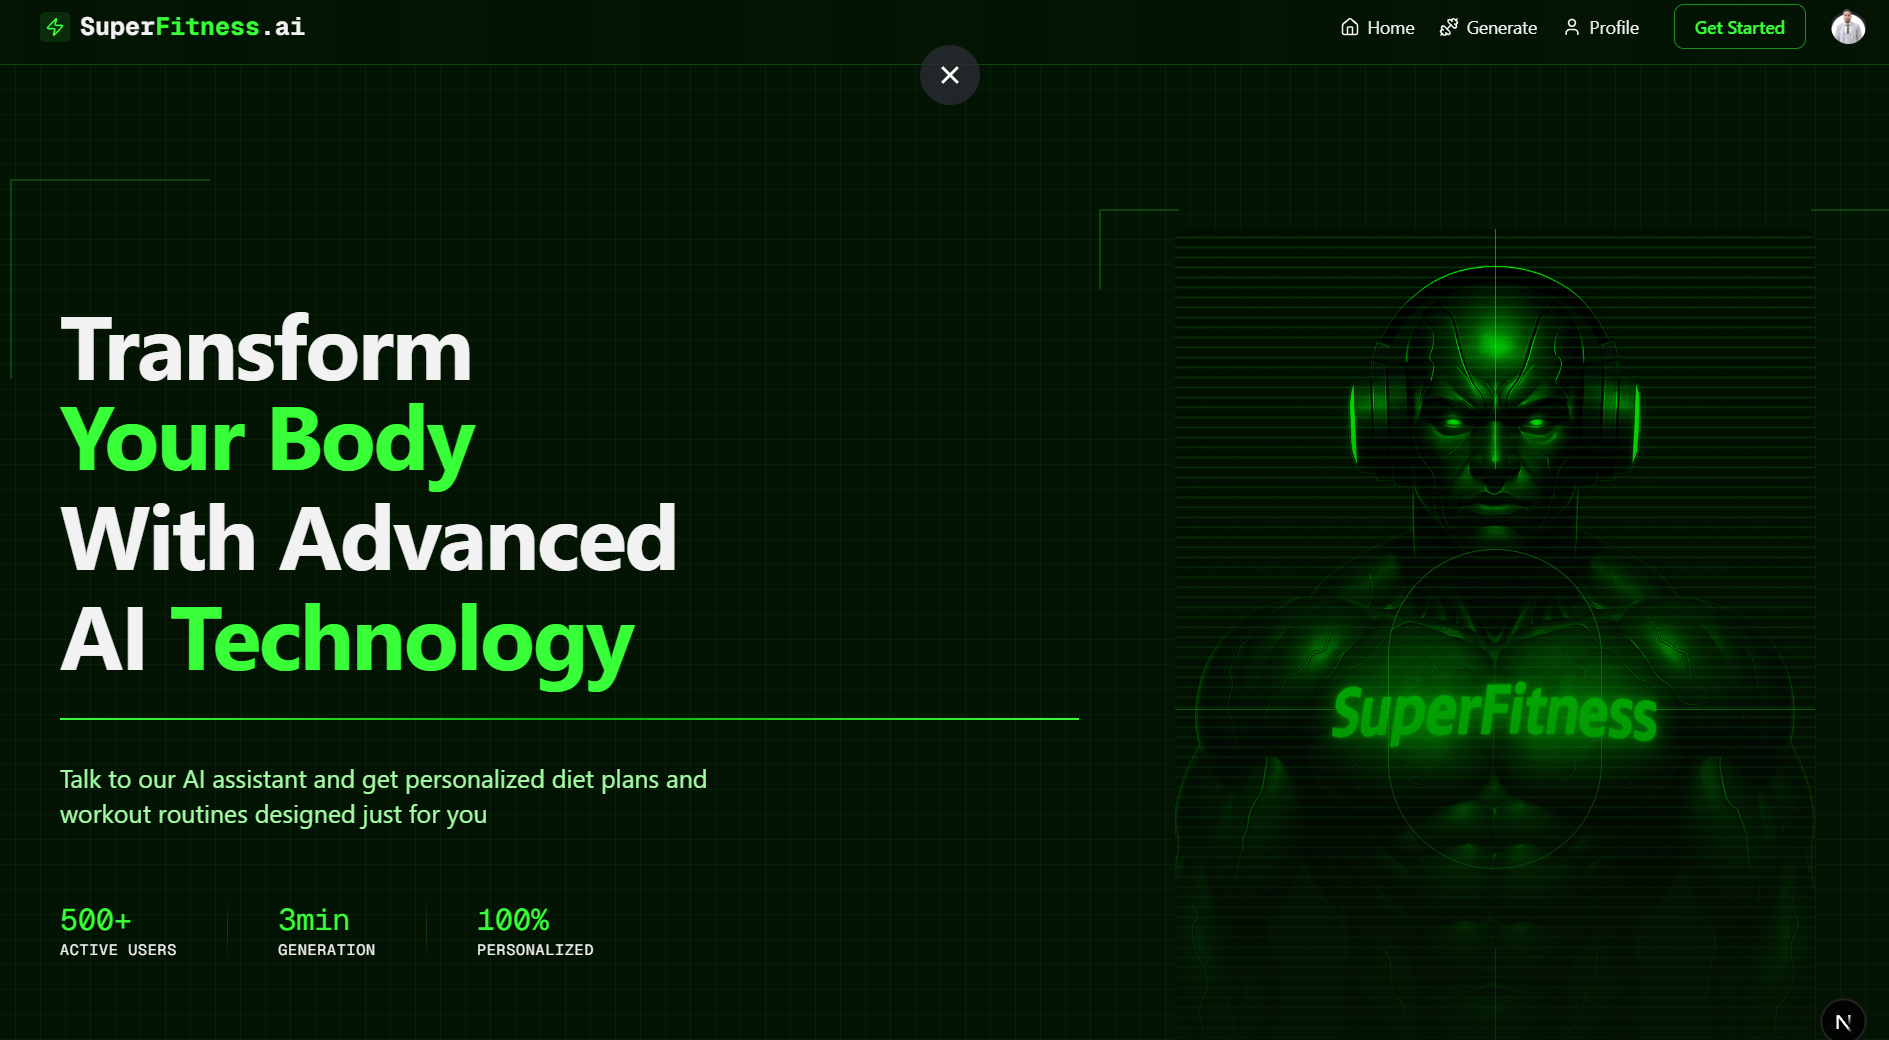 SuperFitness.ai
Home
Generate
Profile
Get Started
Transform
Your Body
With Advanced
AI Technology
Talk to our AI assistant and get personalized diet plans and
workout routines designed just for you
500+
ACTIVE USERS
3min
GENERATION
100%
PERSONALIZED
SuperFitness
N